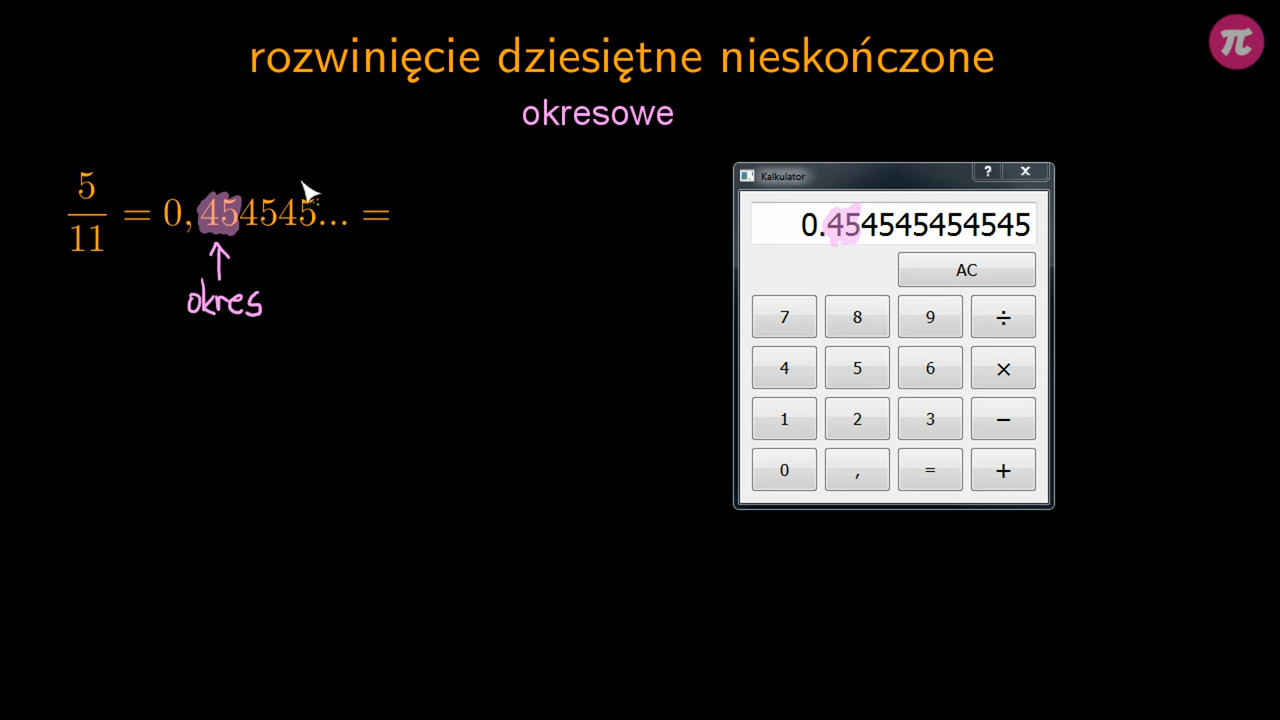 rozwinięcie dziesiętne nieskończone
okresowe
5/11 = 0,454545... =
okres
Kalkulator ? X
0.454545454545
AC
7 8 9 ÷
4 5 6 ×
1 2 3 −
0 , = +
π